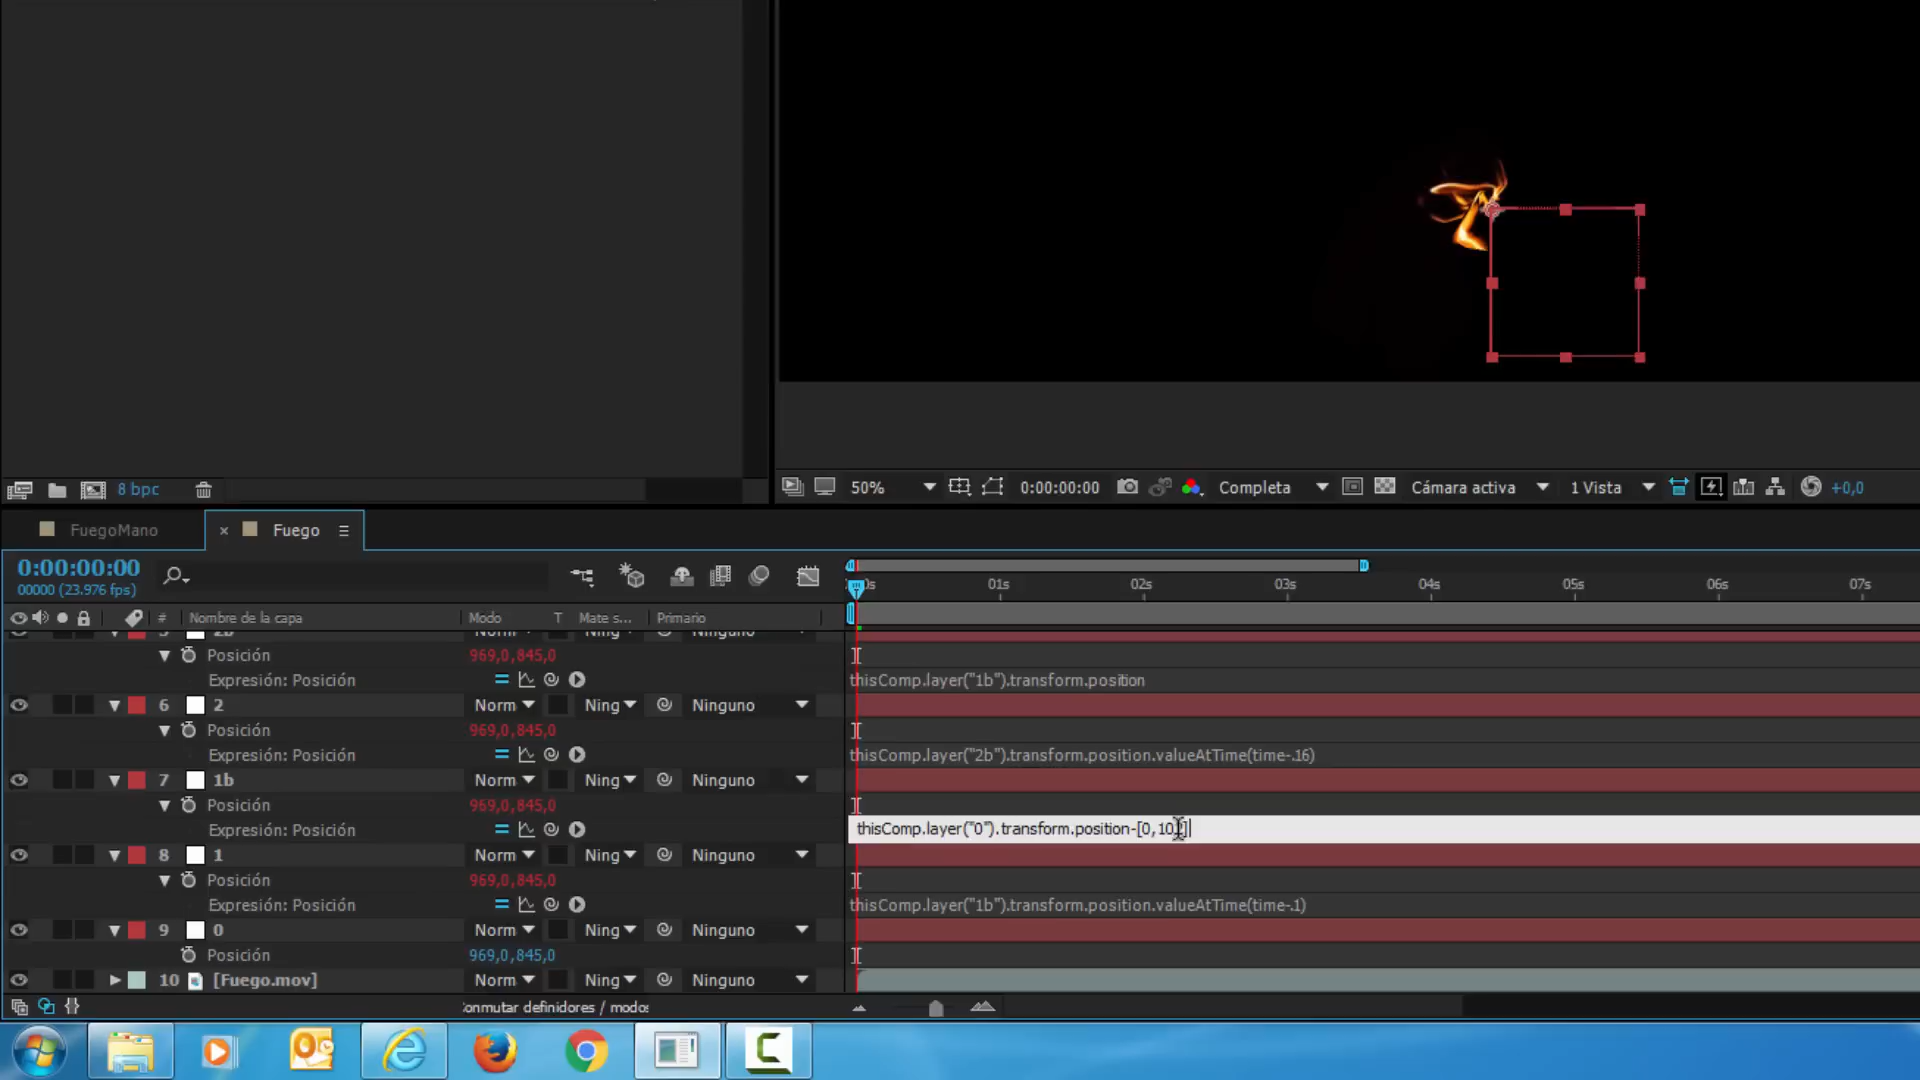 8 bpc
50%
0:00:00:00
Completa
Cámara activa
1 Vista
+0,0
FuegoMano
× Fuego
0:00:00:00
00000 (23.976 fps)
01s 02s 03s 04s 05s 06s 07s
# Nombre de la capa Modo T Mate s... Primario
Posición 969,0,845,0
Expresión: Posición thisComp.layer("1b").transform.position
6 2 Norm Ning Ninguno
Posición 969,0,845,0
Expresión: Posición thisComp.layer("2b").transform.position.valueAtTime(time-.16)
7 1b Norm Ning Ninguno
Posición 969,0,845,0
Expresión: Posición thisComp.layer("0").transform.position-[0,10
8 1 Norm Ning Ninguno
Posición 969,0,845,0
Expresión: Posición thisComp.layer("1b").transform.position.valueAtTime(time-.1)
9 0 Norm Ning Ninguno
Posición 969,0,845,0
10 [Fuego.mov] Norm Ning Ninguno
Conmutar definidores / modos